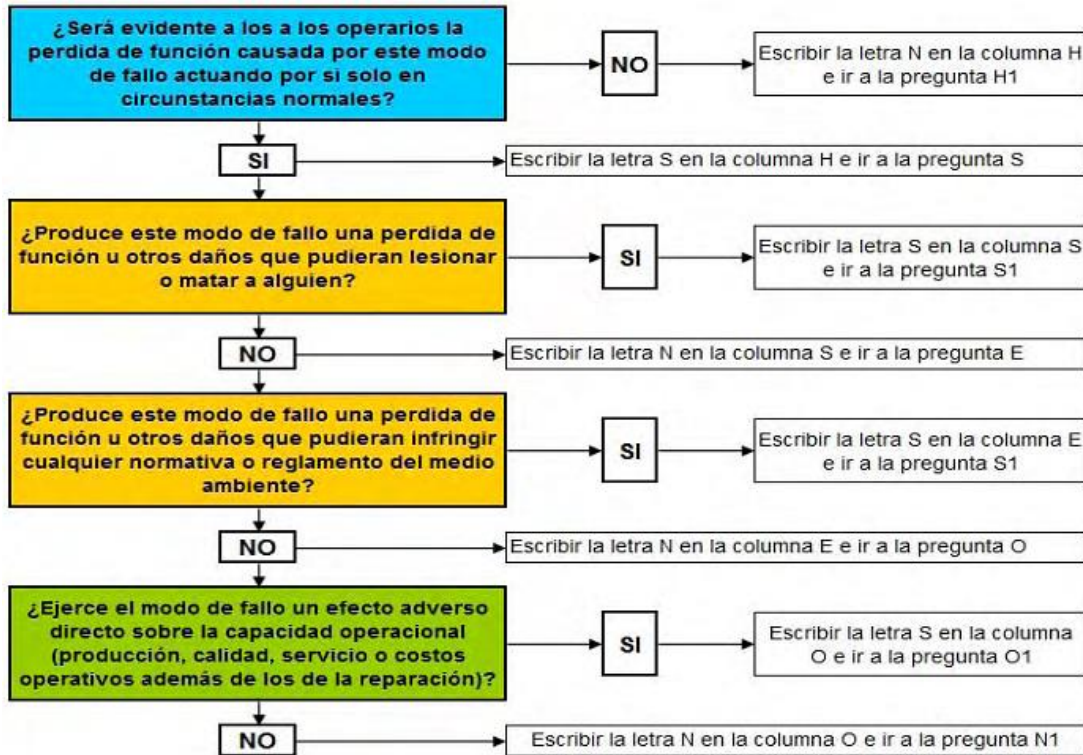 ¿Será evidente a los a los operarios la
perdida de función causada por este modo
de fallo actuando por si solo en
circunstancias normales?
NO
Escribir la letra N en la columna H
e ir a la pregunta H1
SI
Escribir la letra S en la columna H e ir a la pregunta S
¿Produce este modo de fallo una perdida de
función u otros daños que pudieran lesionar
o matar a alguien?
SI
Escribir la letra S en la columna S
e ir a la pregunta S1
NO
Escribir la letra N en la columna S e ir a la pregunta E
¿Produce este modo de fallo una perdida de
función u otros daños que pudieran infringir
cualquier normativa o reglamento del medio
ambiente?
SI
Escribir la letra S en la columna E
e ir a la pregunta S1
NO
Escribir la letra N en la columna E e ir a la pregunta O
¿Ejerce el modo de fallo un efecto adverso
directo sobre la capacidad operacional
(producción, calidad, servicio o costos
operativos además de los de la reparación)?
SI
Escribir la letra S en la columna
O e ir a la pregunta O1
NO
Escribir la letra N en la columna O e ir a la pregunta N1